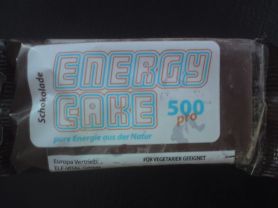 Schokolade
ENERGY
CAKE
500
pro
pure Energie aus der Natur
Europa Vertrieb:
FÜR VEGETARIER GEEIGNET